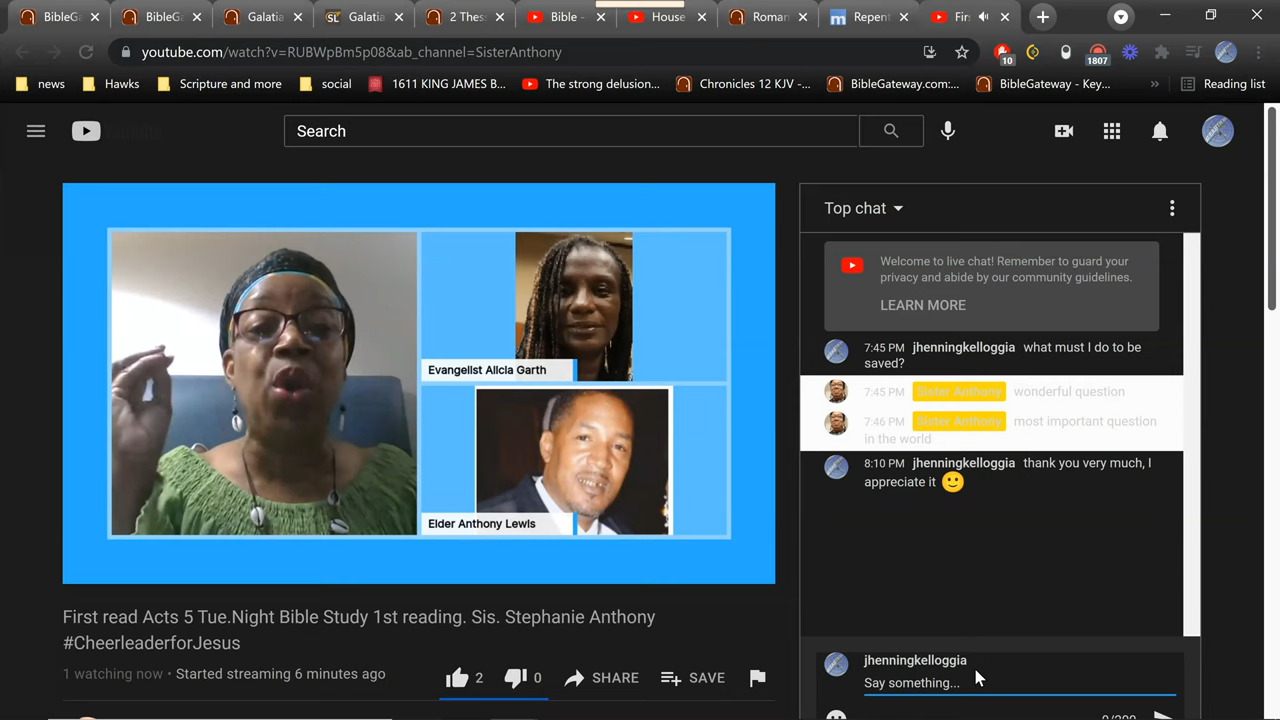 BibleG
BibleG
Galatia
Galatia
2 Thess
Bible -
House
Roman
Repent
Firs
youtube.com/watch?v=RUBWpBm5p08&ab_channel=SisterAnthony
10
1807
news
Hawks
Scripture and more
social
1611 KING JAMES B...
The strong delusion...
Chronicles 12 KJV -...
BibleGateway.com:...
BibleGateway - Key...
»
Reading list
Search
Top chat
Welcome to live chat! Remember to guard your
privacy and abide by our community guidelines.
LEARN MORE
7:45 PM jhenningkelloggia what must I do to be
saved?
7:45 PM Sister Anthony wonderful question
7:46 PM Sister Anthony most important question
in the world
8:10 PM jhenningkelloggia thank you very much, I
appreciate it 🙂
Evangelist Alicia Garth
Elder Anthony Lewis
First read Acts 5 Tue.Night Bible Study 1st reading. Sis. Stephanie Anthony
#CheerleaderforJesus
1 watching now • Started streaming 6 minutes ago
2
0
SHARE
SAVE
jhenningkelloggia
Say something...
0/200